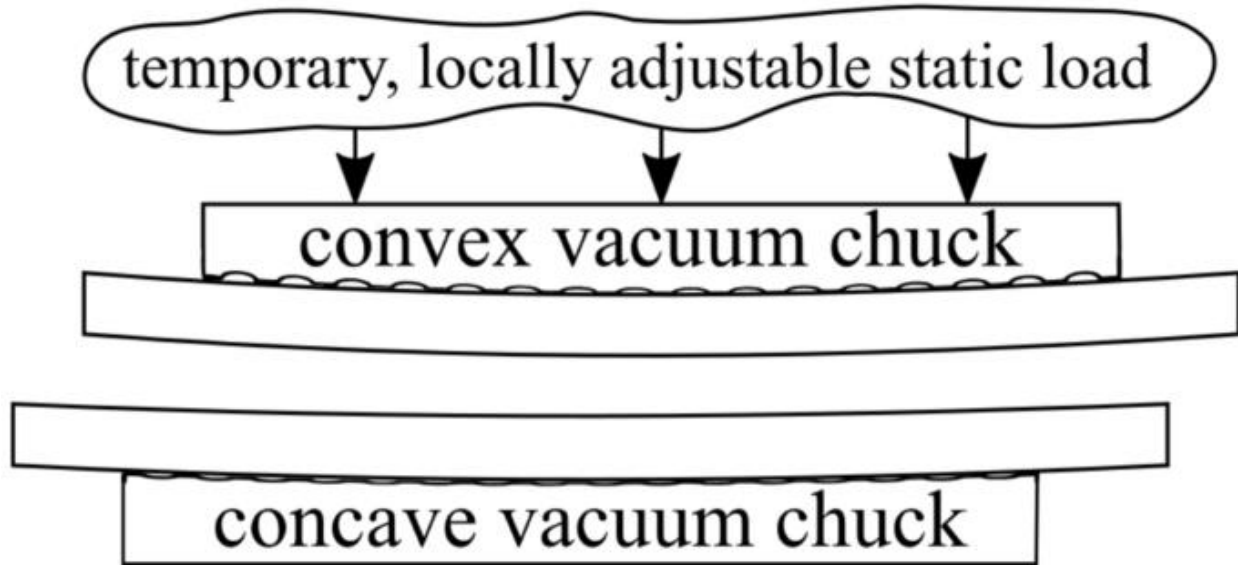 temporary, locally adjustable static load
convex vacuum chuck
concave vacuum chuck